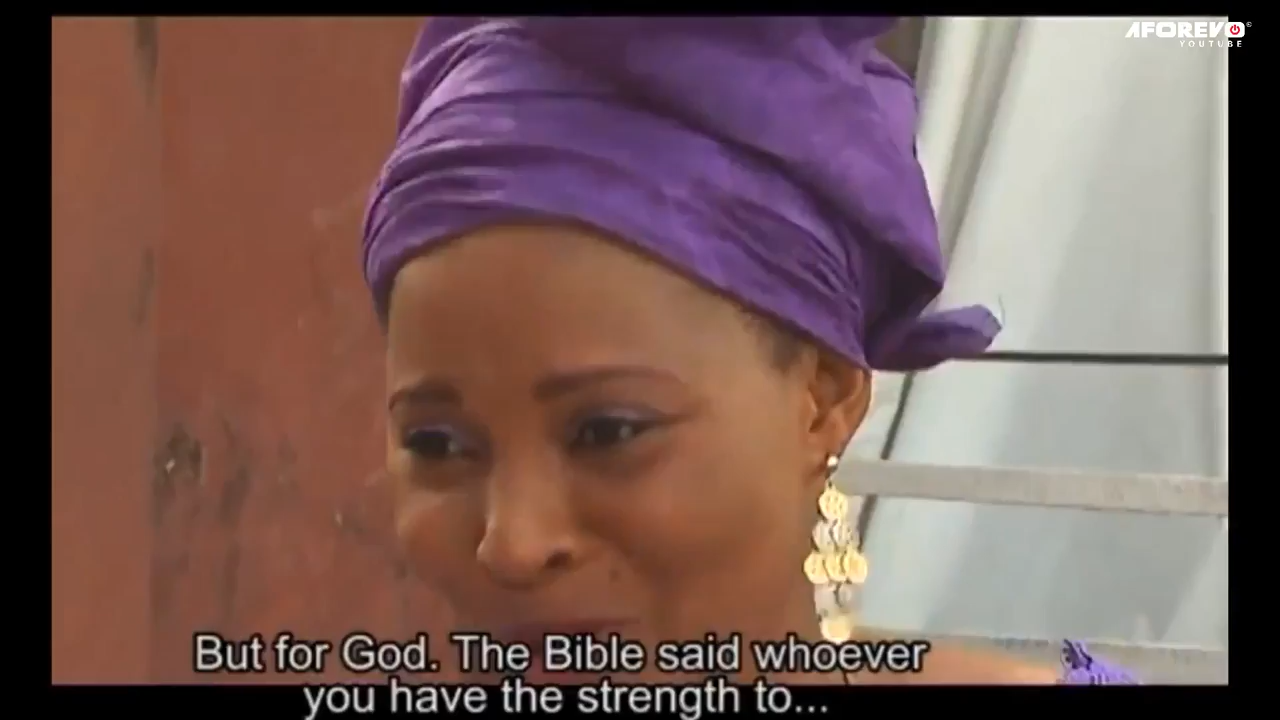 AFOREVO
YOUTUBE
But for God. The Bible said whoever
you have the strength to...